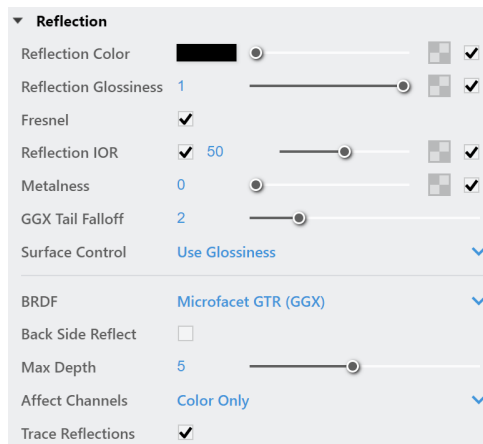 Reflection
Reflection Color
Reflection Glossiness 1
Fresnel
Reflection IOR 50
Metalness 0
GGX Tail Falloff 2
Surface Control Use Glossiness
BRDF Microfacet GTR (GGX)
Back Side Reflect
Max Depth 5
Affect Channels Color Only
Trace Reflections